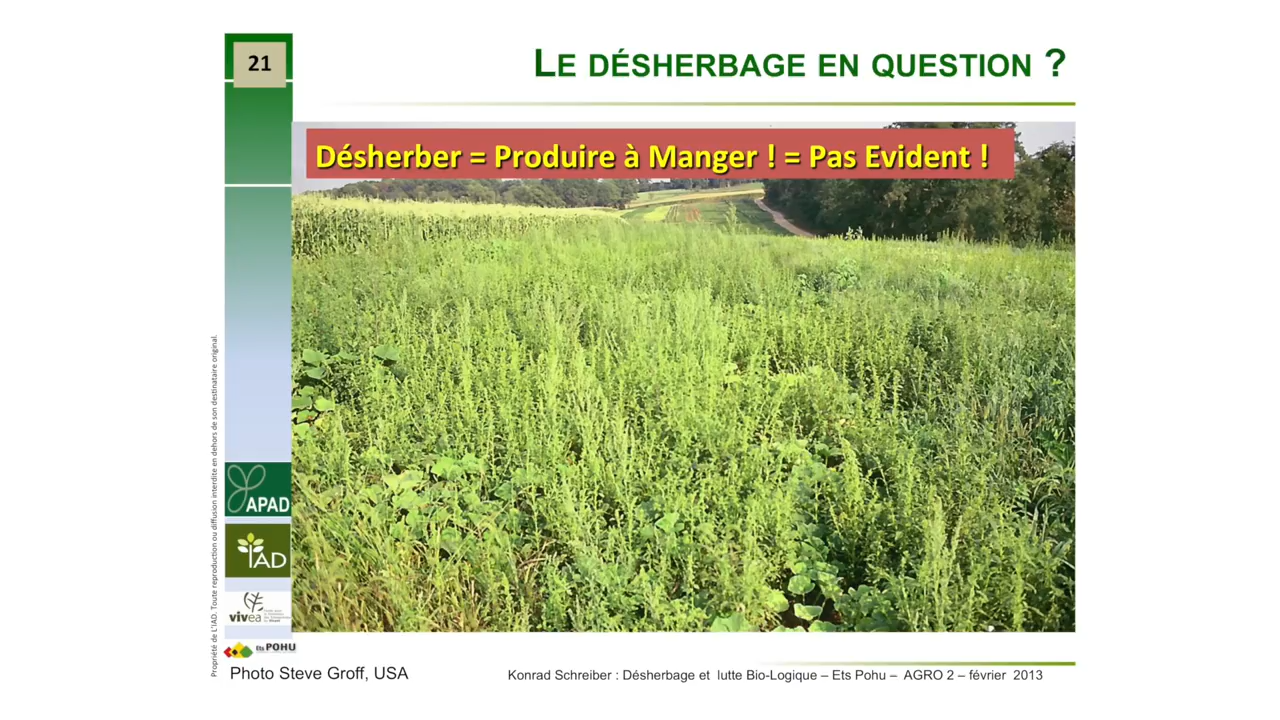 21
LE DÉSHERBAGE EN QUESTION ?
Désherber = Produire à Manger ! = Pas Evident !
Propriété de L'IAD. Toute reproduction ou diffusion interdite en dehors de son destinataire original.
APAD
IAD
vivea
Ets POHU
Photo Steve Groff, USA
Konrad Schreiber : Désherbage et lutte Bio-Logique – Ets Pohu – AGRO 2 – février 2013